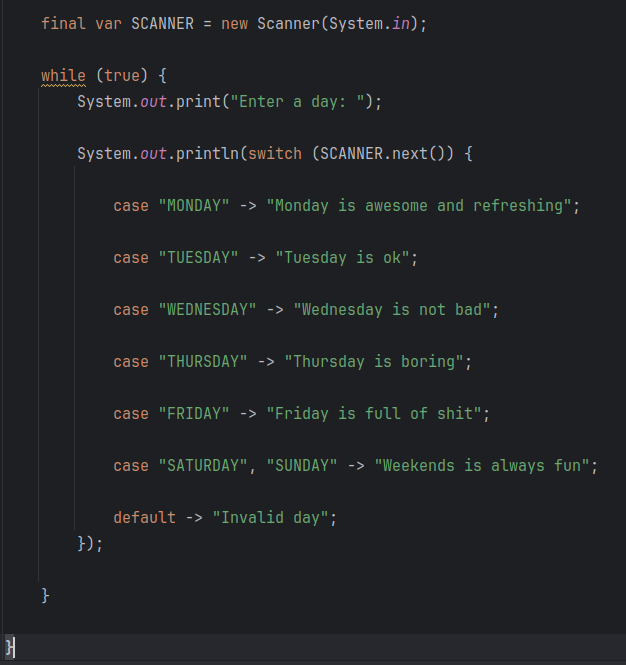 final var SCANNER = new Scanner(System.in);
while (true) {
System.out.print("Enter a day: ");
System.out.println(switch (SCANNER.next()) {
case "MONDAY" -> "Monday is awesome and refreshing";
case "TUESDAY" -> "Tuesday is ok";
case "WEDNESDAY" -> "Wednesday is not bad";
case "THURSDAY" -> "Thursday is boring";
case "FRIDAY" -> "Friday is full of shit";
case "SATURDAY", "SUNDAY" -> "Weekends is always fun";
default -> "Invalid day";
});
}
}